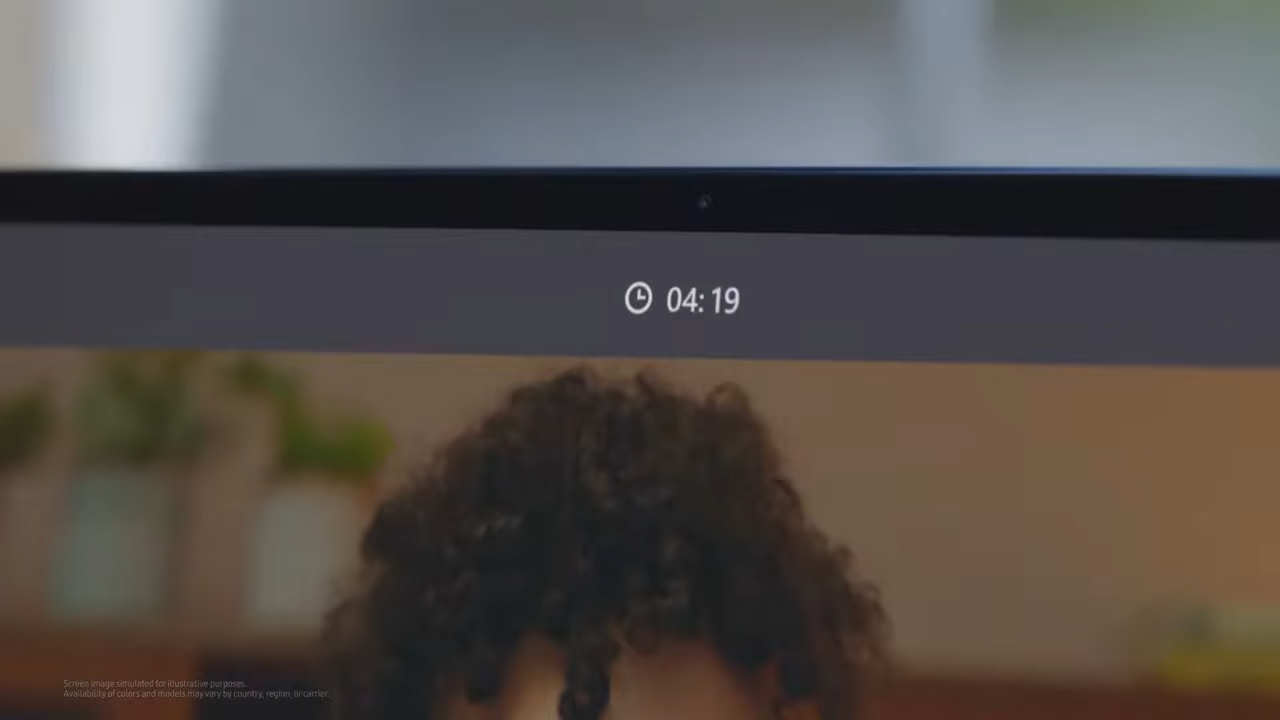 04:19
Screen image simulated for illustrative purposes.
Availability of colors and models may vary by country, region, or carrier.